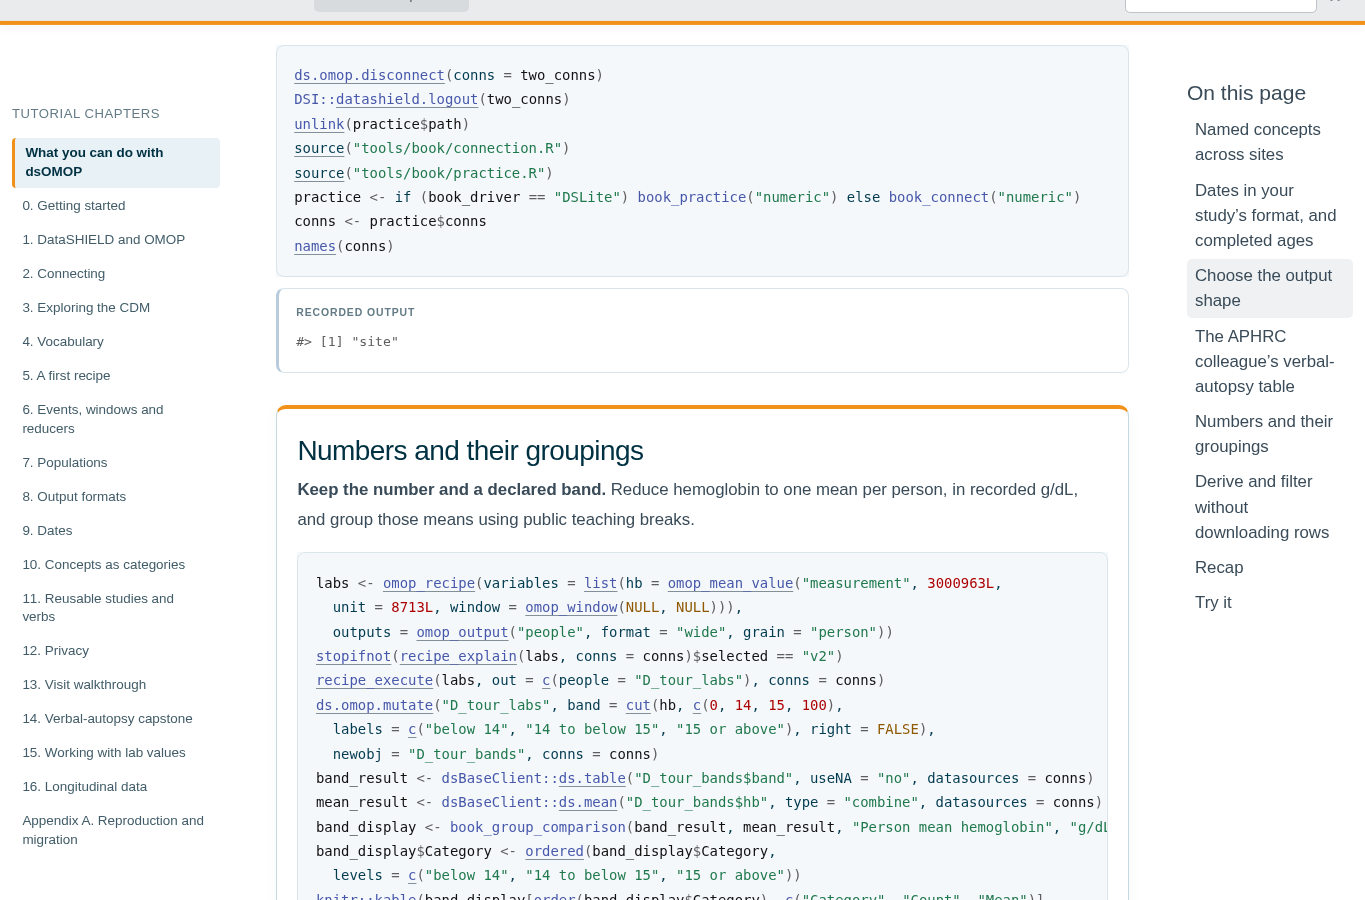 TUTORIAL CHAPTERS
What you can do with
dsOMOP
0. Getting started
1. DataSHIELD and OMOP
2. Connecting
3. Exploring the CDM
4. Vocabulary
5. A first recipe
6. Events, windows and
reducers
7. Populations
8. Output formats
9. Dates
10. Concepts as categories
11. Reusable studies and
verbs
12. Privacy
13. Visit walkthrough
14. Verbal-autopsy capstone
15. Working with lab values
16. Longitudinal data
Appendix A. Reproduction and
migration
ds.omop.disconnect(conns = two_conns)
DSI::datashield.logout(two_conns)
unlink(practice$path)
source("tools/book/connection.R")
source("tools/book/practice.R")
practice <- if (book_driver == "DSLite") book_practice("numeric") else book_connect("numeric")
conns <- practice$conns
names(conns)
RECORDED OUTPUT
#> [1] "site"
Numbers and their groupings
Keep the number and a declared band. Reduce hemoglobin to one mean per person, in recorded g/dL,
and group those means using public teaching breaks.
labs <- omop_recipe(variables = list(hb = omop_mean_value("measurement", 3000963L,
  unit = 8713L, window = omop_window(NULL, NULL))),
  outputs = omop_output("people", format = "wide", grain = "person"))
stopifnot(recipe_explain(labs, conns = conns)$selected == "v2")
recipe_execute(labs, out = c(people = "D_tour_labs"), conns = conns)
ds.omop.mutate("D_tour_labs", band = cut(hb, c(0, 14, 15, 100),
  labels = c("below 14", "14 to below 15", "15 or above"), right = FALSE),
  newobj = "D_tour_bands", conns = conns)
band_result <- dsBaseClient::ds.table("D_tour_bands$band", useNA = "no", datasources = conns)
mean_result <- dsBaseClient::ds.mean("D_tour_bands$hb", type = "combine", datasources = conns)
band_display <- book_group_comparison(band_result, mean_result, "Person mean hemoglobin", "g/dL
band_display$Category <- ordered(band_display$Category,
  levels = c("below 14", "14 to below 15", "15 or above"))
knitr::kable(band_display[order(band_display$Category), c("Category", "Count", "Mean")],
On this page
Named concepts
across sites
Dates in your
study’s format, and
completed ages
Choose the output
shape
The APHRC
colleague’s verbal-
autopsy table
Numbers and their
groupings
Derive and filter
without
downloading rows
Recap
Try it